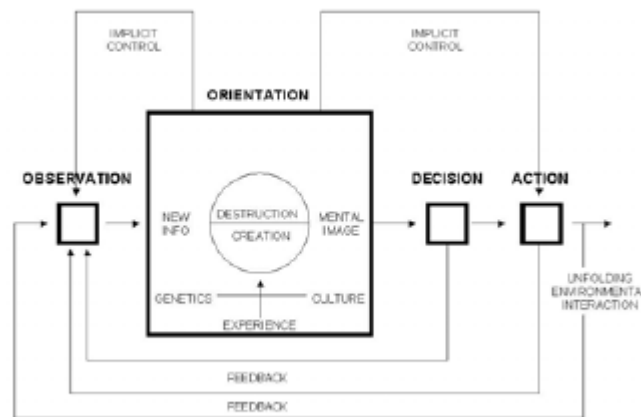 IMPLICIT
CONTROL
IMPLICIT
CONTROL
ORIENTATION
OBSERVATION
DECISION
ACTION
NEW
INFO
DESTRUCTION
CREATION
MENTAL
IMAGE
GENETICS
CULTURE
EXPERIENCE
UNFOLDING
ENVIRONMENTA
INTERACTION
FEEDBACK
FEEDBACK